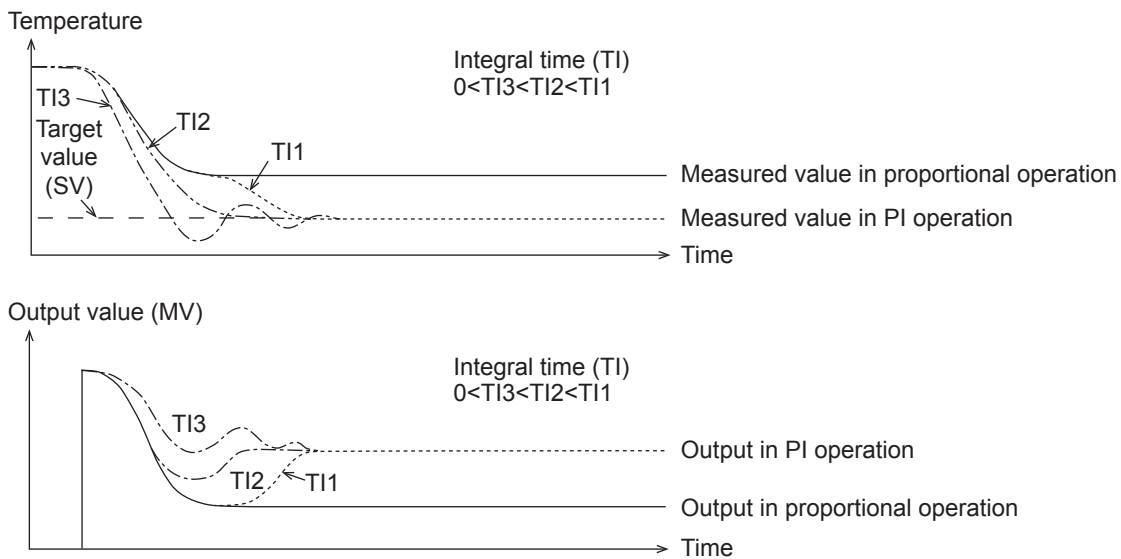 Temperature
Integral time (TI)
0<TI3<TI2<TI1
TI3
TI2
Target
value
(SV)
TI1
Measured value in proportional operation
Measured value in PI operation
Time
Output value (MV)
Integral time (TI)
0<TI3<TI2<TI1
TI3
Output in PI operation
TI2
TI1
Output in proportional operation
Time